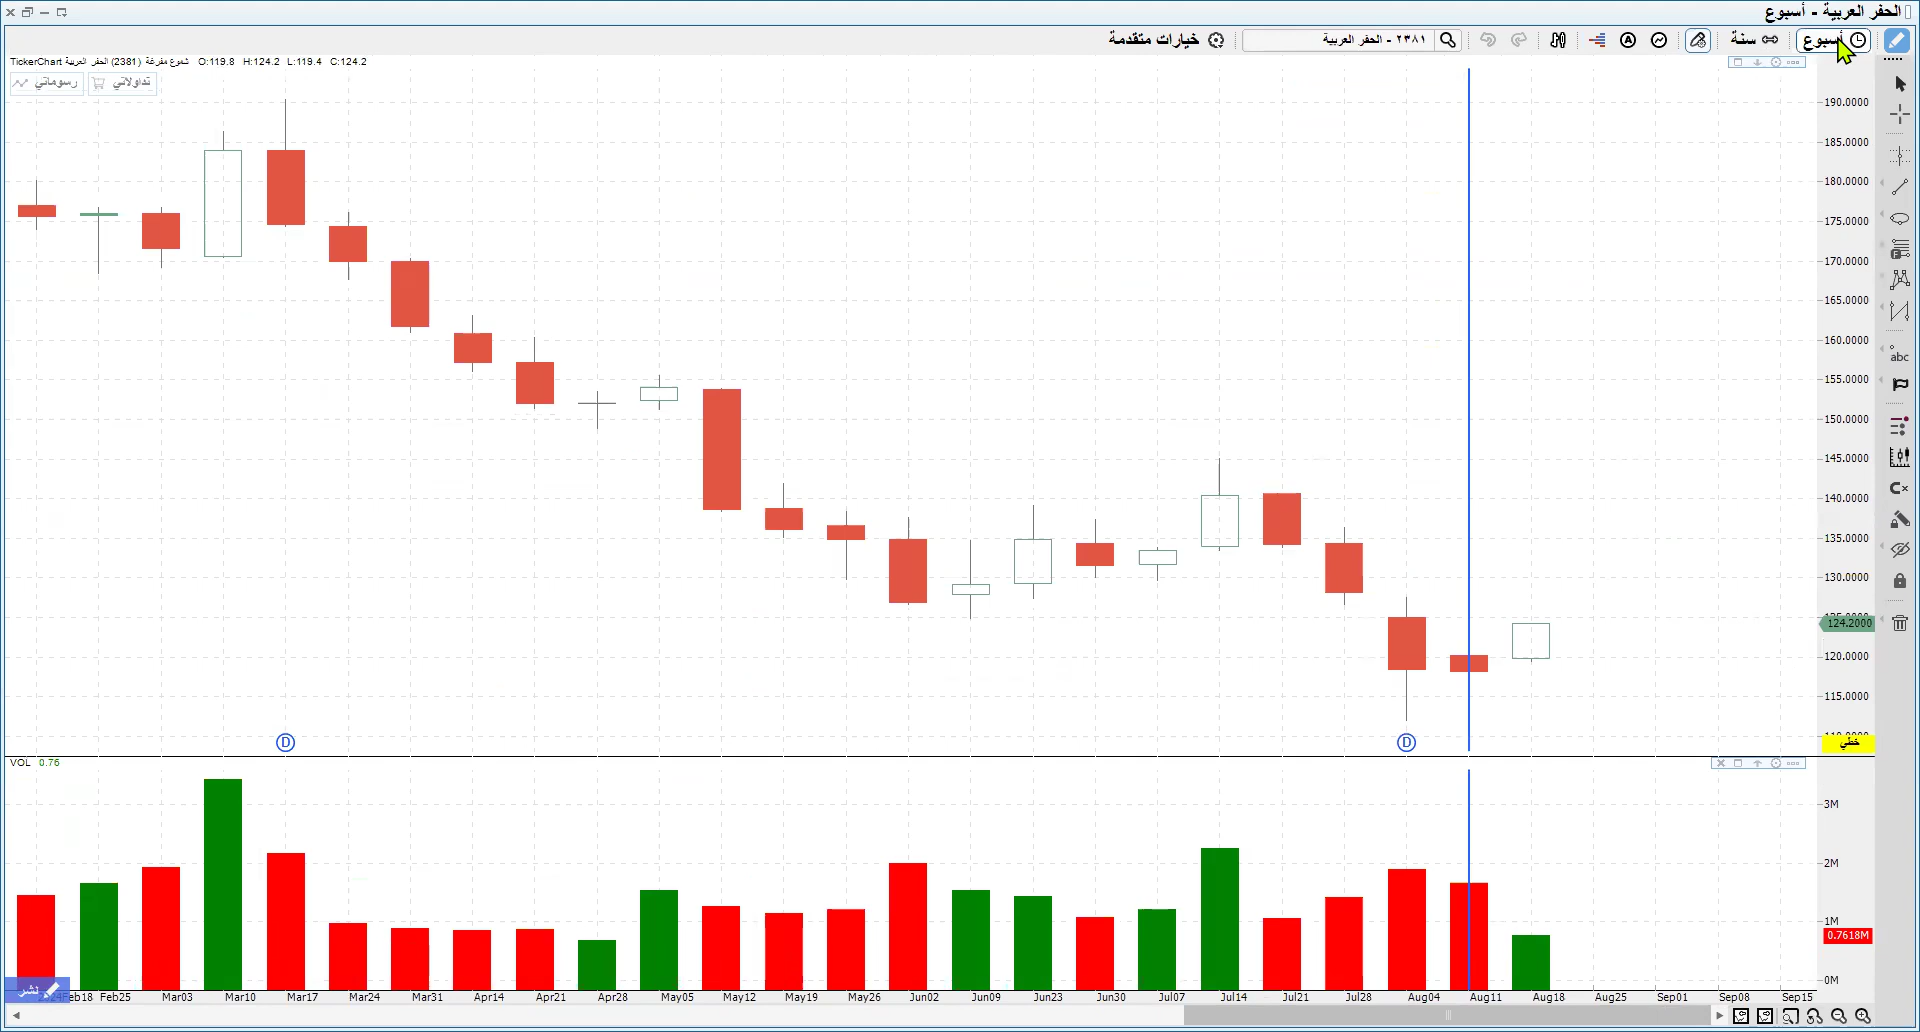 الحفر العربية - أسبوع
أسبوع
سنة
٢٣٨١ - الحفر العربية
خيارات متقدمة
TickerChart الحفر العربية (2381) شموع مفرغة O:119.8 H:124.2 L:119.4 C:124.2
رسوماتي
تداولاتي
190.0000
185.0000
180.0000
175.0000
170.0000
165.0000
160.0000
155.0000
150.0000
145.0000
140.0000
135.0000
130.0000
125.0000
124.2000
120.0000
115.0000
خطي
abc
D
D
VOL 0.76
3M
2M
1M
0.7618M
0M
نشر
Feb18 Feb25 Mar03 Mar10 Mar17 Mar24 Mar31 Apr14 Apr21 Apr28 May05 May12 May19 May26 Jun02 Jun09 Jun23 Jun30 Jul07 Jul14 Jul21 Jul28 Aug04 Aug11 Aug18 Aug25 Sep01 Sep08 Sep15